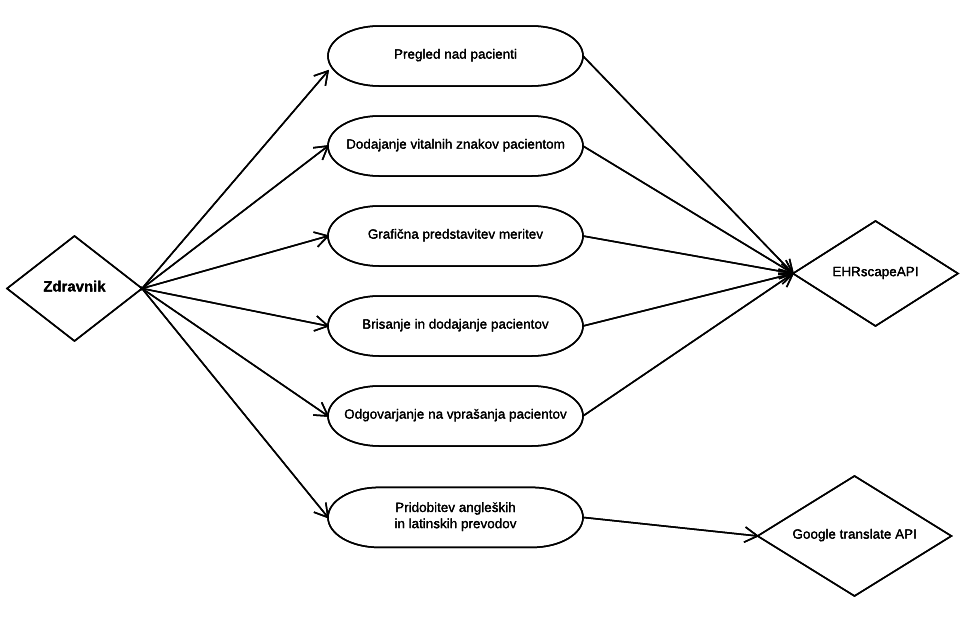 Pregled nad pacienti
Dodajanje vitalnih znakov pacientom
Grafična predstavitev meritev
Zdravnik
EHRscapeAPI
Brisanje in dodajanje pacientov
Odgovarjanje na vprašanja pacientov
Pridobitev angleških
in latinskih prevodov
Google translate API